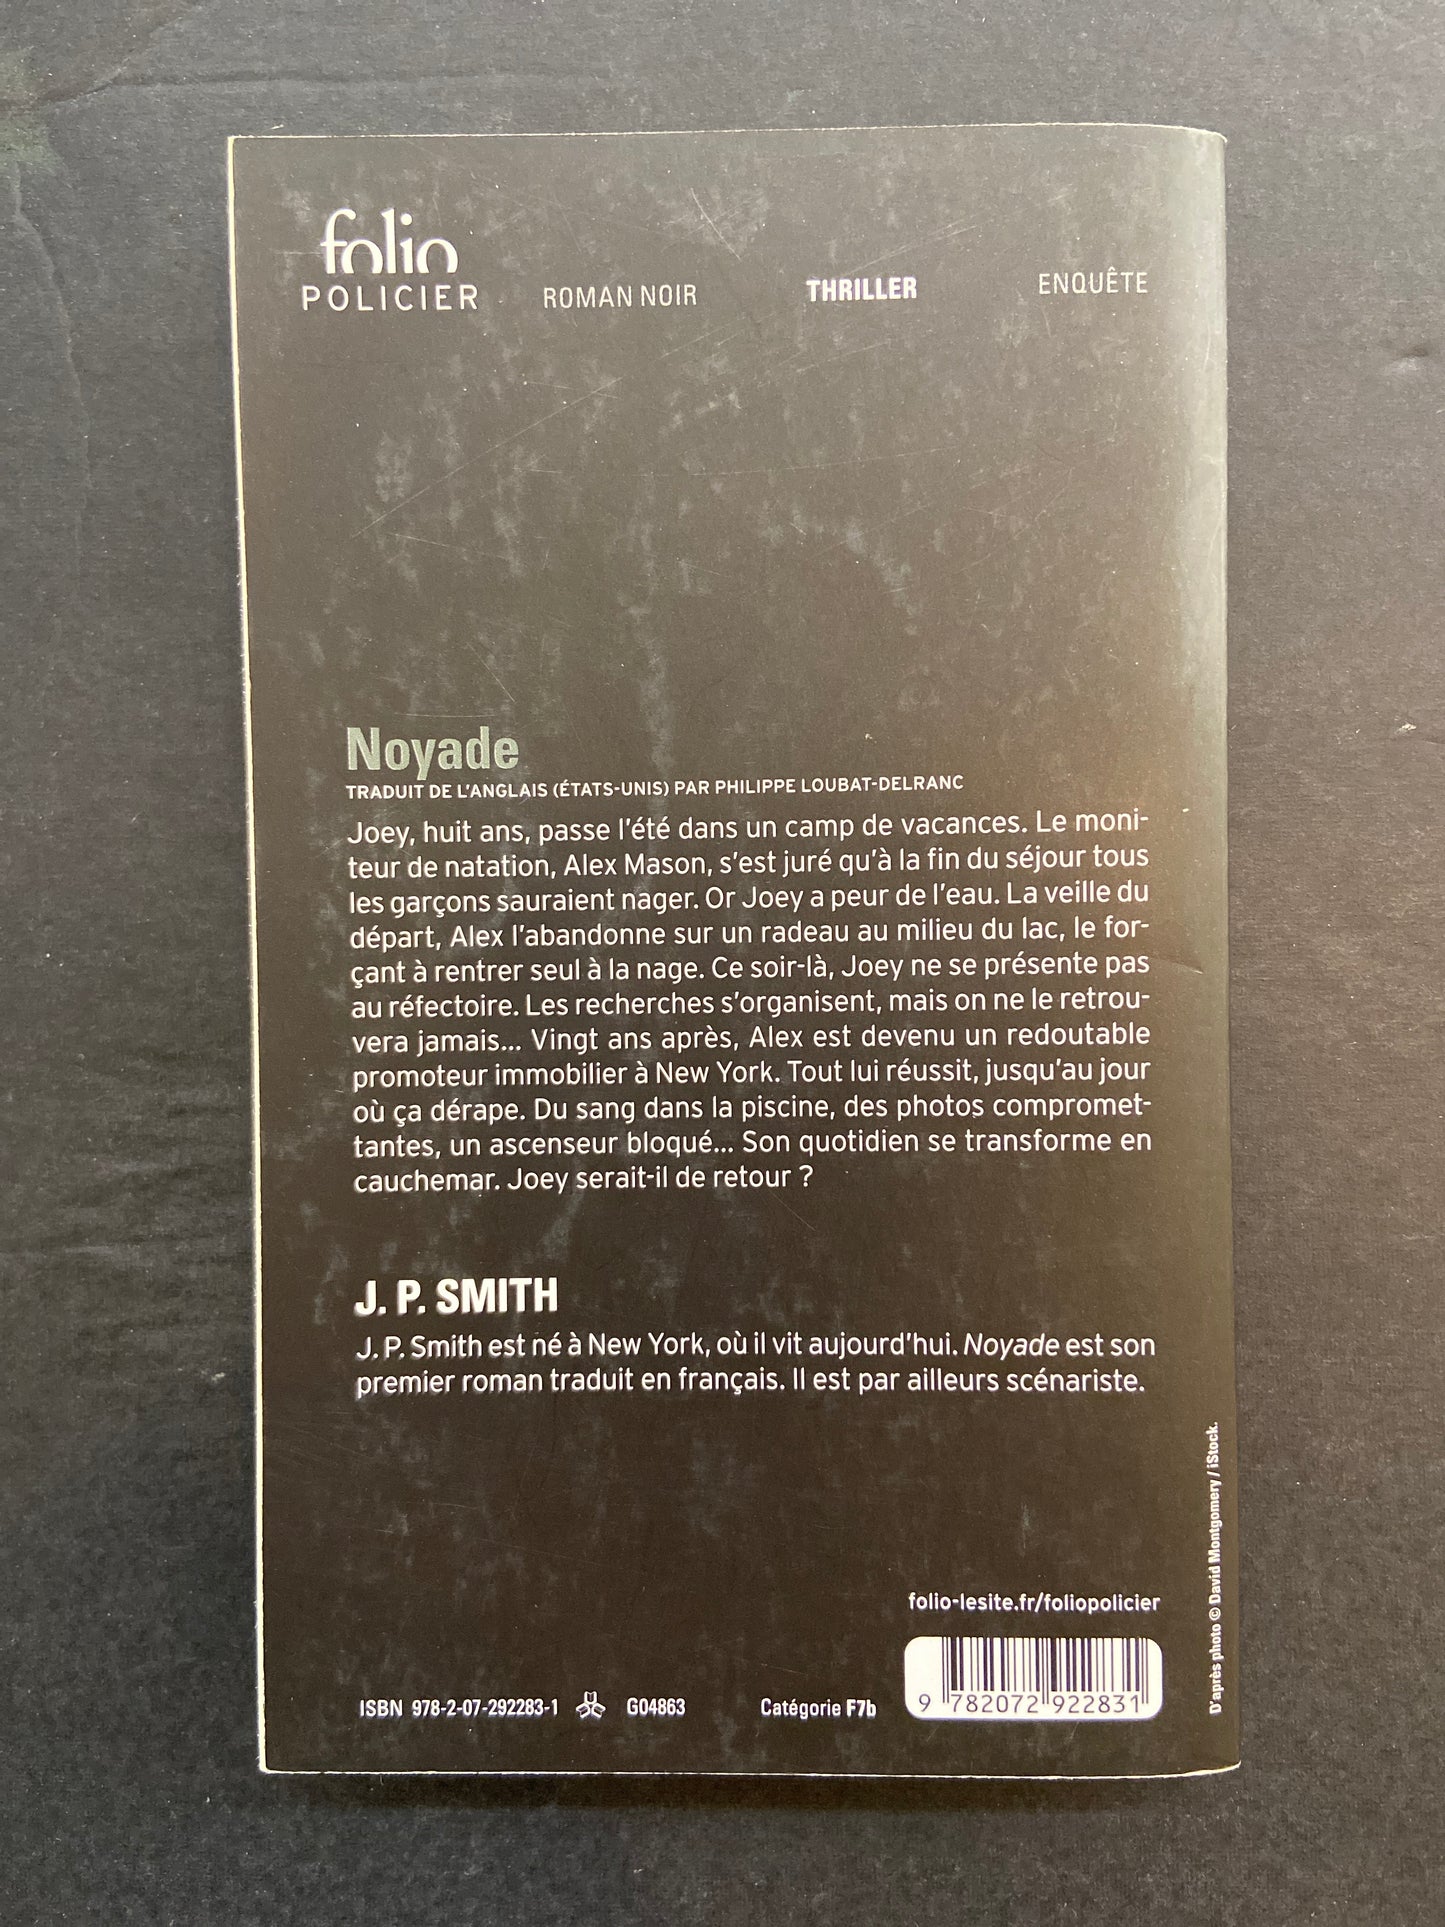 folio
POLICIER
ROMAN NOIR
THRILLER
ENQUÊTE
Noyade
TRADUIT DE L'ANGLAIS (ÉTATS-UNIS) PAR PHILIPPE LOUBAT-DELRANC
Joey, huit ans, passe l'été dans un camp de vacances. Le moni-
teur de natation, Alex Mason, s'est juré qu'à la fin du séjour tous
les garçons sauraient nager. Or Joey a peur de l'eau. La veille du
départ, Alex l'abandonne sur un radeau au milieu du lac, le for-
çant à rentrer seul à la nage. Ce soir-là, Joey ne se présente pas
au réfectoire. Les recherches s'organisent, mais on ne le retrou-
vera jamais... Vingt ans après, Alex est devenu un redoutable
promoteur immobilier à New York. Tout lui réussit, jusqu'au jour
où ça dérape. Du sang dans la piscine, des photos compromet-
tantes, un ascenseur bloqué... Son quotidien se transforme en
cauchemar. Joey serait-il de retour ?
J. P. SMITH
J. P. Smith est né à New York, où il vit aujourd'hui. Noyade est son
premier roman traduit en français. Il est par ailleurs scénariste.
folio-lesite.fr/foliopolicier
ISBN 978-2-07-292283-1
G04863
Catégorie F7b
9 782072 922831
D'après photo © David Montgomery / iStock.